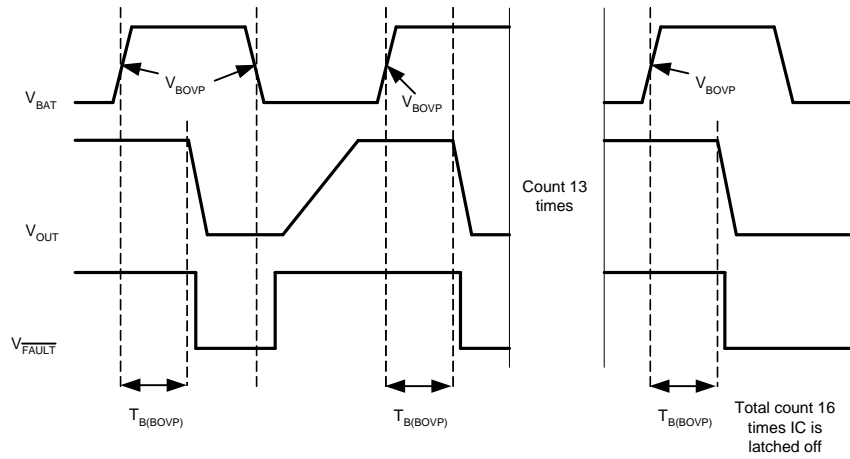 V_BAT
V_BOVP
V_BOVP
V_BOVP
V_OUT
Count 13
times
V_FAULT
T_B(BOVP)
T_B(BOVP)
T_B(BOVP)
Total count 16
times IC is
latched off